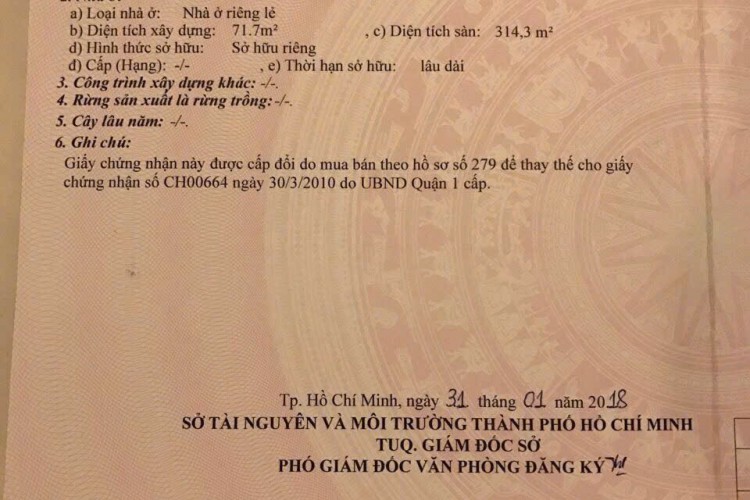 a) Loại nhà ở: Nhà ở riêng lẻ
b) Diện tích xây dựng: 71.7m² , c) Diện tích sàn: 314,3 m²
d) Hình thức sở hữu: Sở hữu riêng
đ) Cấp (Hạng): -/- , e) Thời hạn sở hữu: lâu dài
3. Công trình xây dựng khác: -/-.
4. Rừng sản xuất là rừng trồng:-/-.
5. Cây lâu năm: -/-.
6. Ghi chú:
Giấy chứng nhận này được cấp đổi do mua bán theo hồ sơ số 279 để thay thế cho giấy
chứng nhận số CH00664 ngày 30/3/2010 do UBND Quận 1 cấp.
Tp. Hồ Chí Minh, ngày 31 tháng 01 năm 2018
SỞ TÀI NGUYÊN VÀ MÔI TRƯỜNG THÀNH PHỐ HỒ CHÍ MINH
TUQ. GIÁM ĐỐC SỞ
PHÓ GIÁM ĐỐC VĂN PHÒNG ĐĂNG KÝ